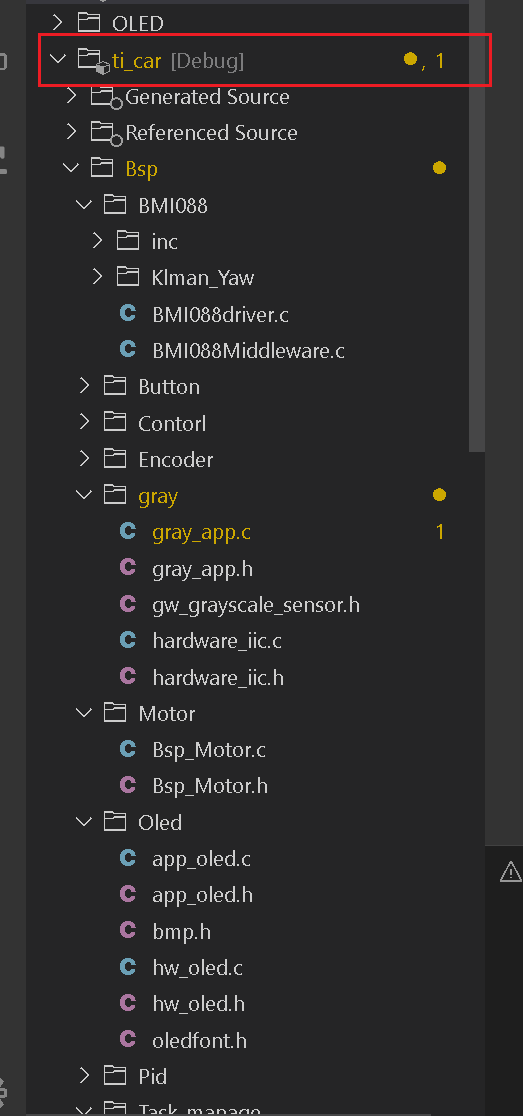 OLED
ti_car [Debug] , 1
Generated Source
Referenced Source
Bsp
BMI088
inc
Klman_Yaw
C BMI088driver.c
C BMI088Middleware.c
Button
Contorl
Encoder
gray
C gray_app.c 1
C gray_app.h
C gw_grayscale_sensor.h
C hardware_iic.c
C hardware_iic.h
Motor
C Bsp_Motor.c
C Bsp_Motor.h
Oled
C app_oled.c
C app_oled.h
C bmp.h
C hw_oled.c
C hw_oled.h
C oledfont.h
Pid
Task_manage